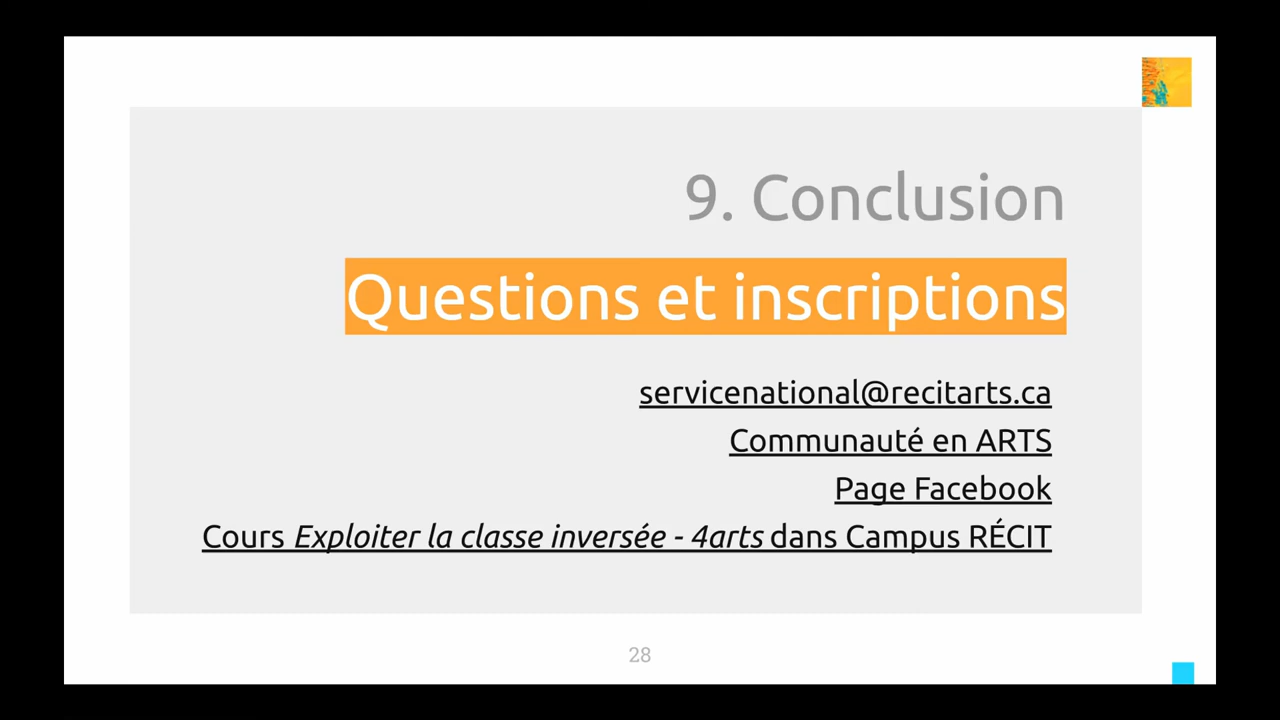 9. Conclusion
Questions et inscriptions
servicenational@recitarts.ca
Communauté en ARTS
Page Facebook
Cours Exploiter la classe inversée - 4arts dans Campus RÉCIT
28